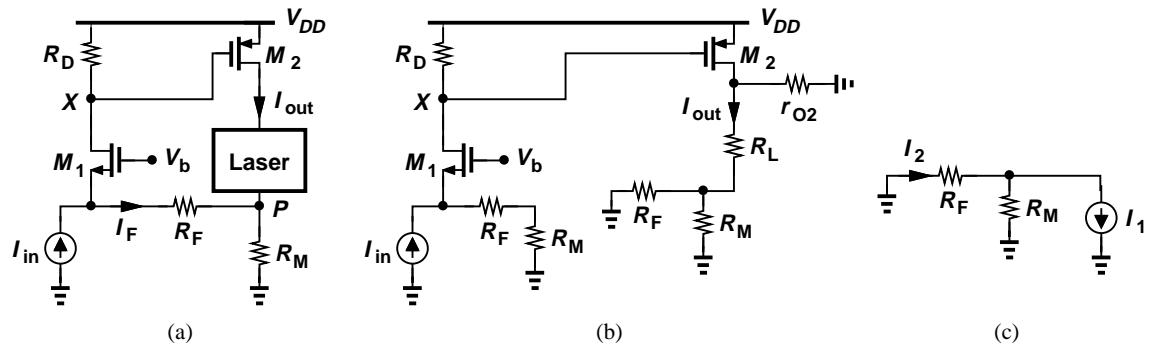 V_DD
R_D
M_2
X
I_out
M_1
V_b
Laser
I_F
R_F
P
I_in
R_M
(a)
V_DD
R_D
M_2
X
I_out
r_O2
R_L
M_1
V_b
R_F
R_M
I_in
R_F
R_M
(b)
I_2
R_F
R_M
I_1
(c)